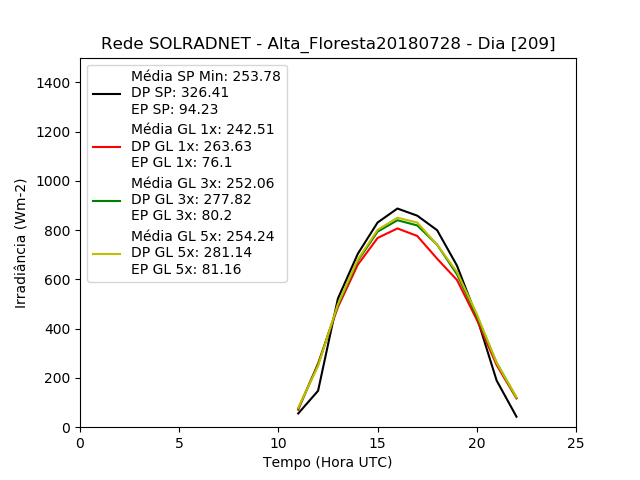 Rede SOLRADNET - Alta_Floresta20180728 - Dia [209]
Média SP Min: 253.78
DP SP: 326.41
EP SP: 94.23
Média GL 1x: 242.51
DP GL 1x: 263.63
EP GL 1x: 76.1
Média GL 3x: 252.06
DP GL 3x: 277.82
EP GL 3x: 80.2
Média GL 5x: 254.24
DP GL 5x: 281.14
EP GL 5x: 81.16
Irradiância (Wm-2)
1400
1200
1000
800
600
400
200
0
0 5 10 15 20 25
Tempo (Hora UTC)